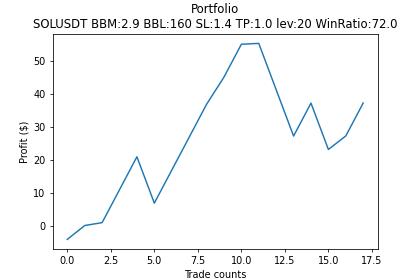 Portfolio
SOLUSDT BBM:2.9 BBL:160 SL:1.4 TP:1.0 lev:20 WinRatio:72.0
50
40
30
20
10
0
Profit ($)
0.0 2.5 5.0 7.5 10.0 12.5 15.0 17.5
Trade counts